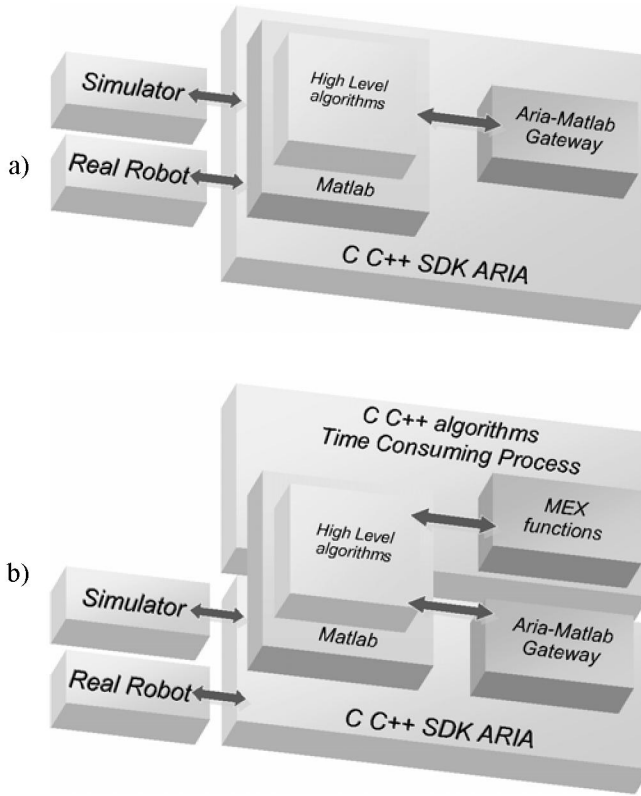 a)
Simulator
Real Robot
High Level
algorithms
Matlab
Aria-Matlab
Gateway
C C++ SDK ARIA
b)
C C++ algorithms
Time Consuming Process
MEX
functions
High Level
algorithms
Simulator
Matlab
Aria-Matlab
Gateway
Real Robot
C C++ SDK ARIA